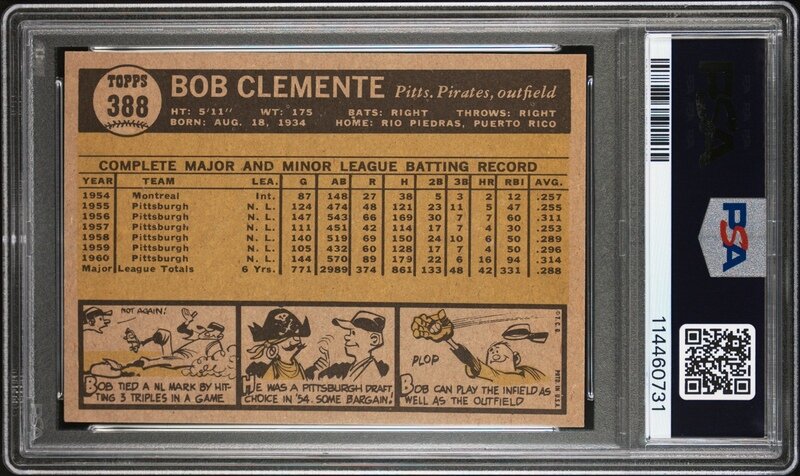 TOPPS
388
BOB CLEMENTE Pitts. Pirates, outfield
HT: 5'11" WT: 175 BATS: RIGHT THROWS: RIGHT
BORN: AUG. 18, 1934 HOME: RIO PIEDRAS, PUERTO RICO
COMPLETE MAJOR AND MINOR LEAGUE BATTING RECORD
YEAR TEAM LEA. G AB R H 2B 3B HR RBI AVG.
1954 Montreal Int. 87 148 27 38 5 3 2 12 .257
1955 Pittsburgh N. L. 124 474 48 121 23 11 5 47 .255
1956 Pittsburgh N. L. 147 543 66 169 30 7 7 60 .311
1957 Pittsburgh N. L. 111 451 42 114 17 7 4 30 .253
1958 Pittsburgh N. L. 140 519 69 150 24 10 6 50 .289
1959 Pittsburgh N. L. 105 432 60 128 17 7 4 50 .296
1960 Pittsburgh N. L. 144 570 89 179 22 6 16 94 .314
Major League Totals 6 Yrs. 771 2989 374 861 133 48 42 331 .288
NOT AGAIN!
BOB TIED A NL MARK BY HIT-
TING 3 TRIPLES IN A GAME
HE WAS A PITTSBURGH DRAFT
CHOICE IN '54. SOME BARGAIN!
PLOP
BOB CAN PLAY THE INFIELD AS
WELL AS THE OUTFIELD
©T.C.G.
PRTD. IN U.S.A.
PSA
PSA
114460731